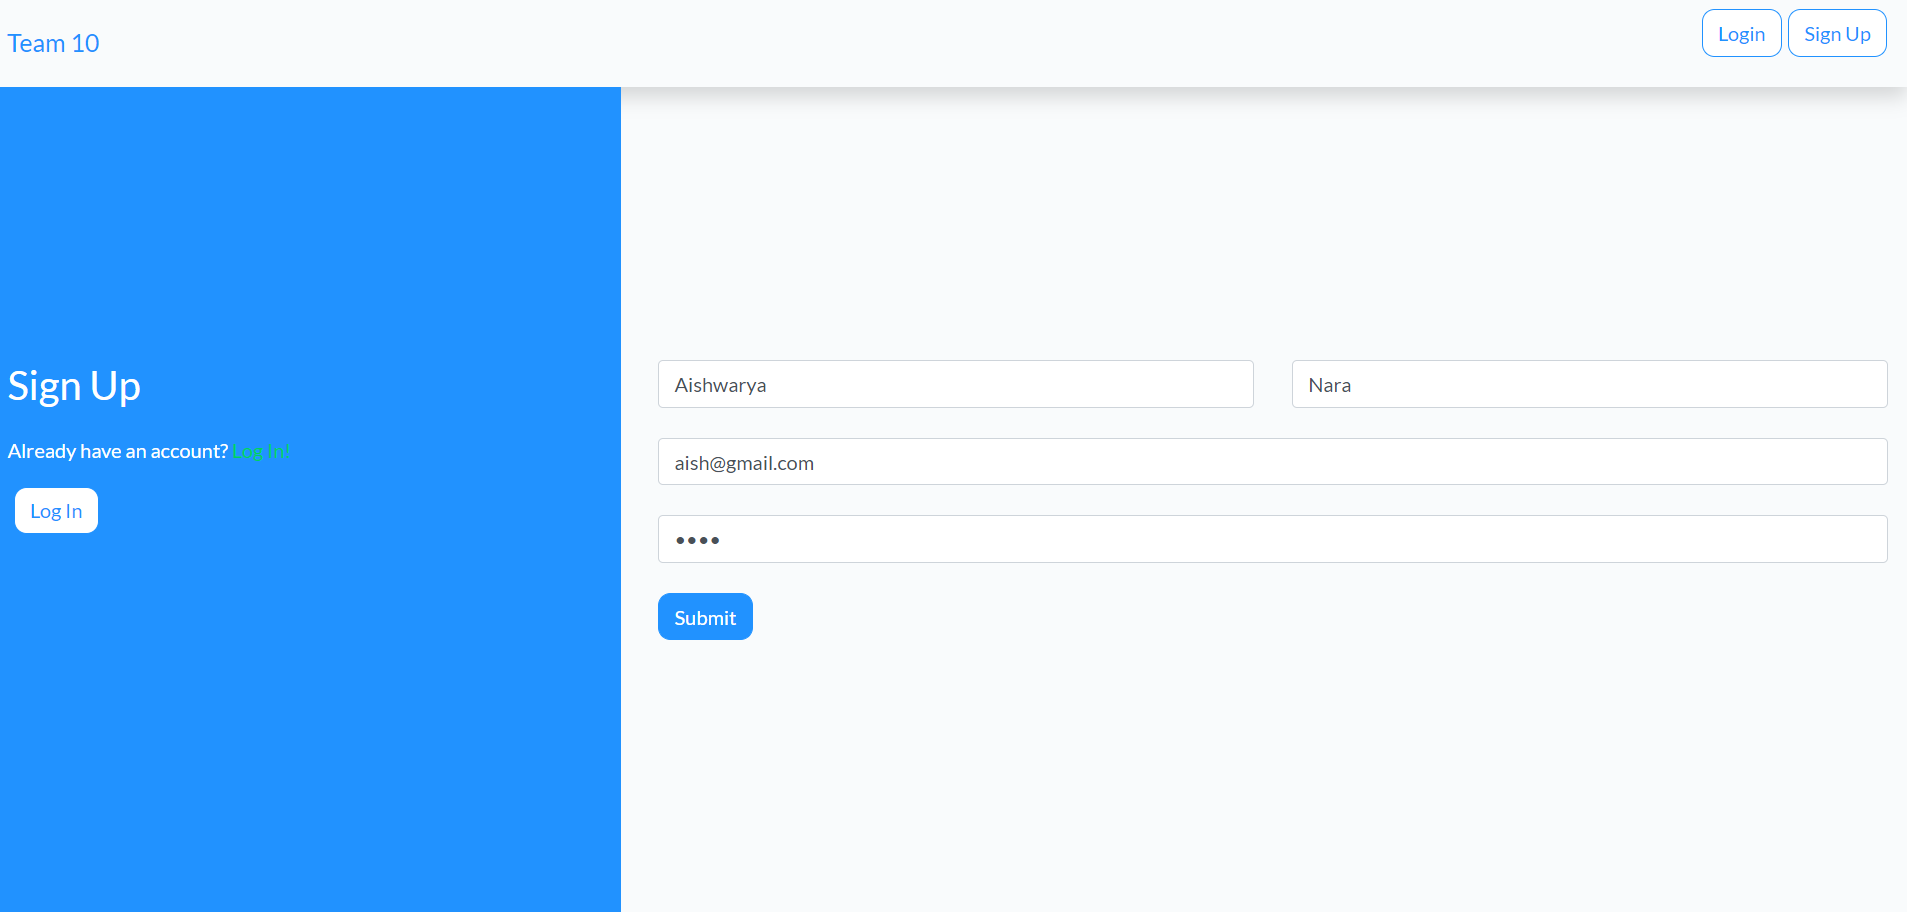 Team 10
Login
Sign Up
Sign Up
Already have an account? Log In!
Log In
Aishwarya
Nara
aish@gmail.com
••••
Submit